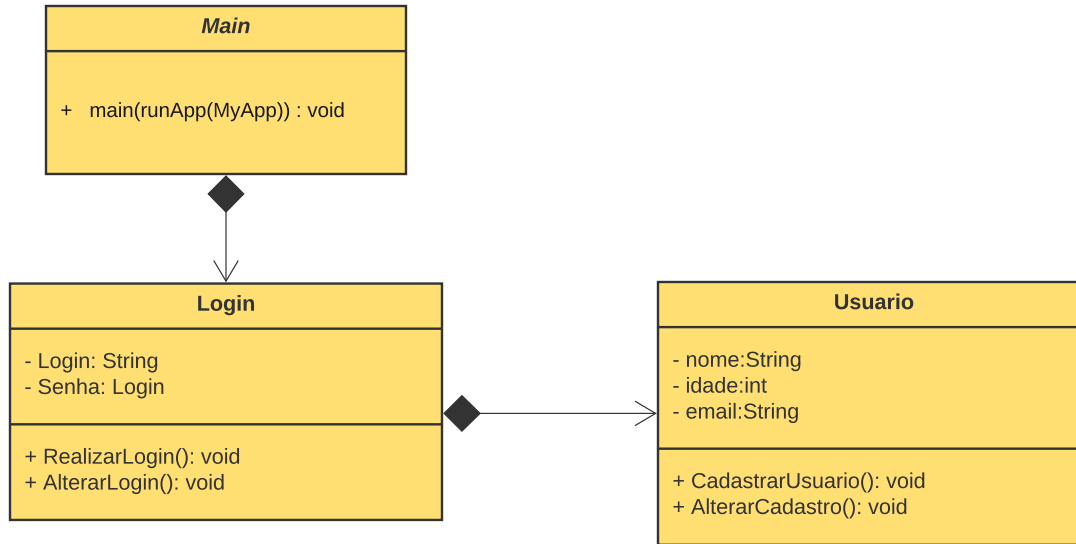 Main
+ main(runApp(MyApp)) : void
Login
- Login: String
- Senha: Login
+ RealizarLogin(): void
+ AlterarLogin(): void
Usuario
- nome:String
- idade:int
- email:String
+ CadastrarUsuario(): void
+ AlterarCadastro(): void